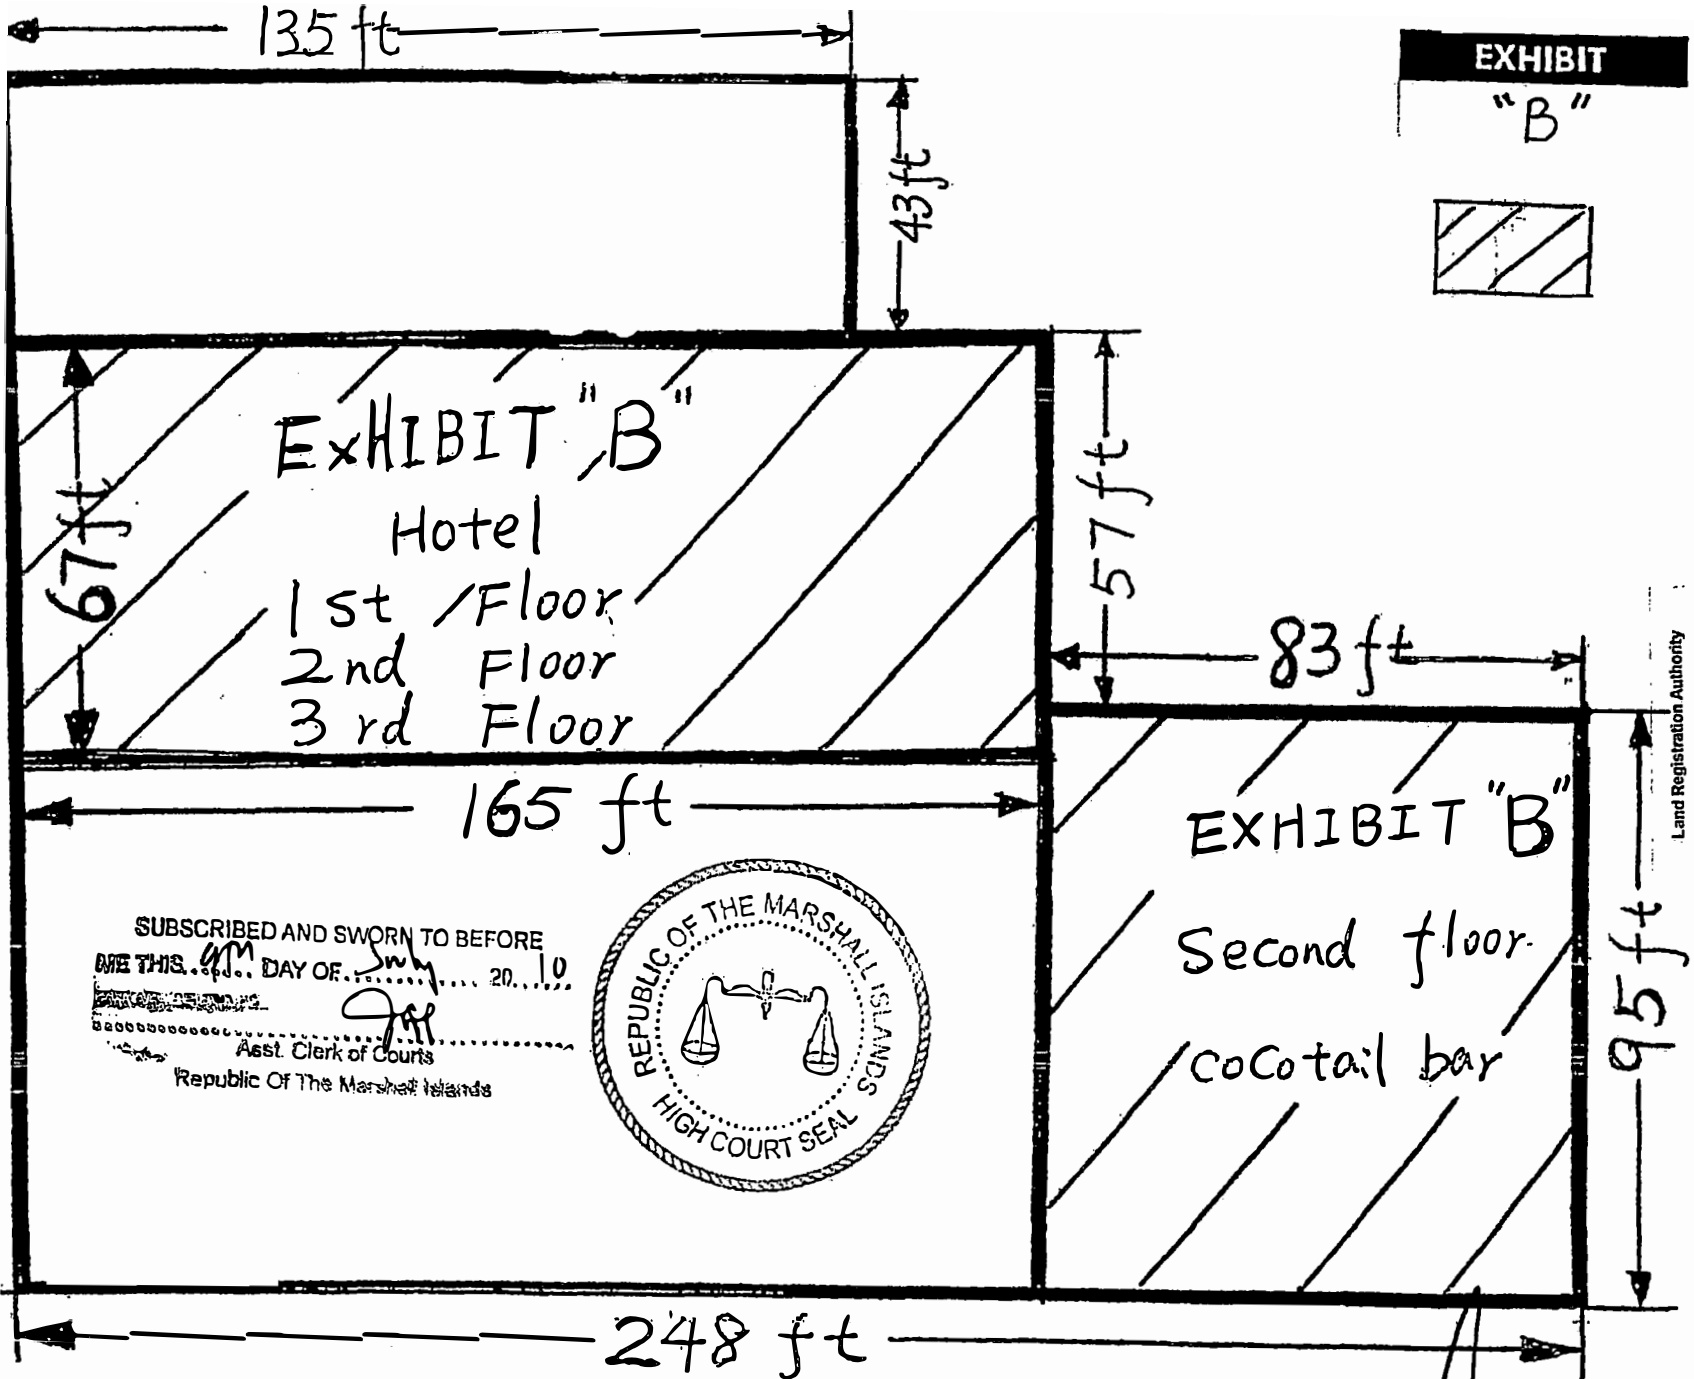 135 ft
EXHIBIT
"B"
43 ft
EXHIBIT "B"
Hotel
1st Floor
2nd Floor
3rd Floor
67 ft
57 ft
83 ft
Land Registration Authority
165 ft
EXHIBIT "B"
Second floor
cocotail bar
95 ft
SUBSCRIBED AND SWORN TO BEFORE
ME THIS DAY OF July 2010
Asst. Clerk of Courts
Republic Of The Marshall Islands
REPUBLIC OF THE MARSHALL ISLANDS
HIGH COURT SEAL
248 ft